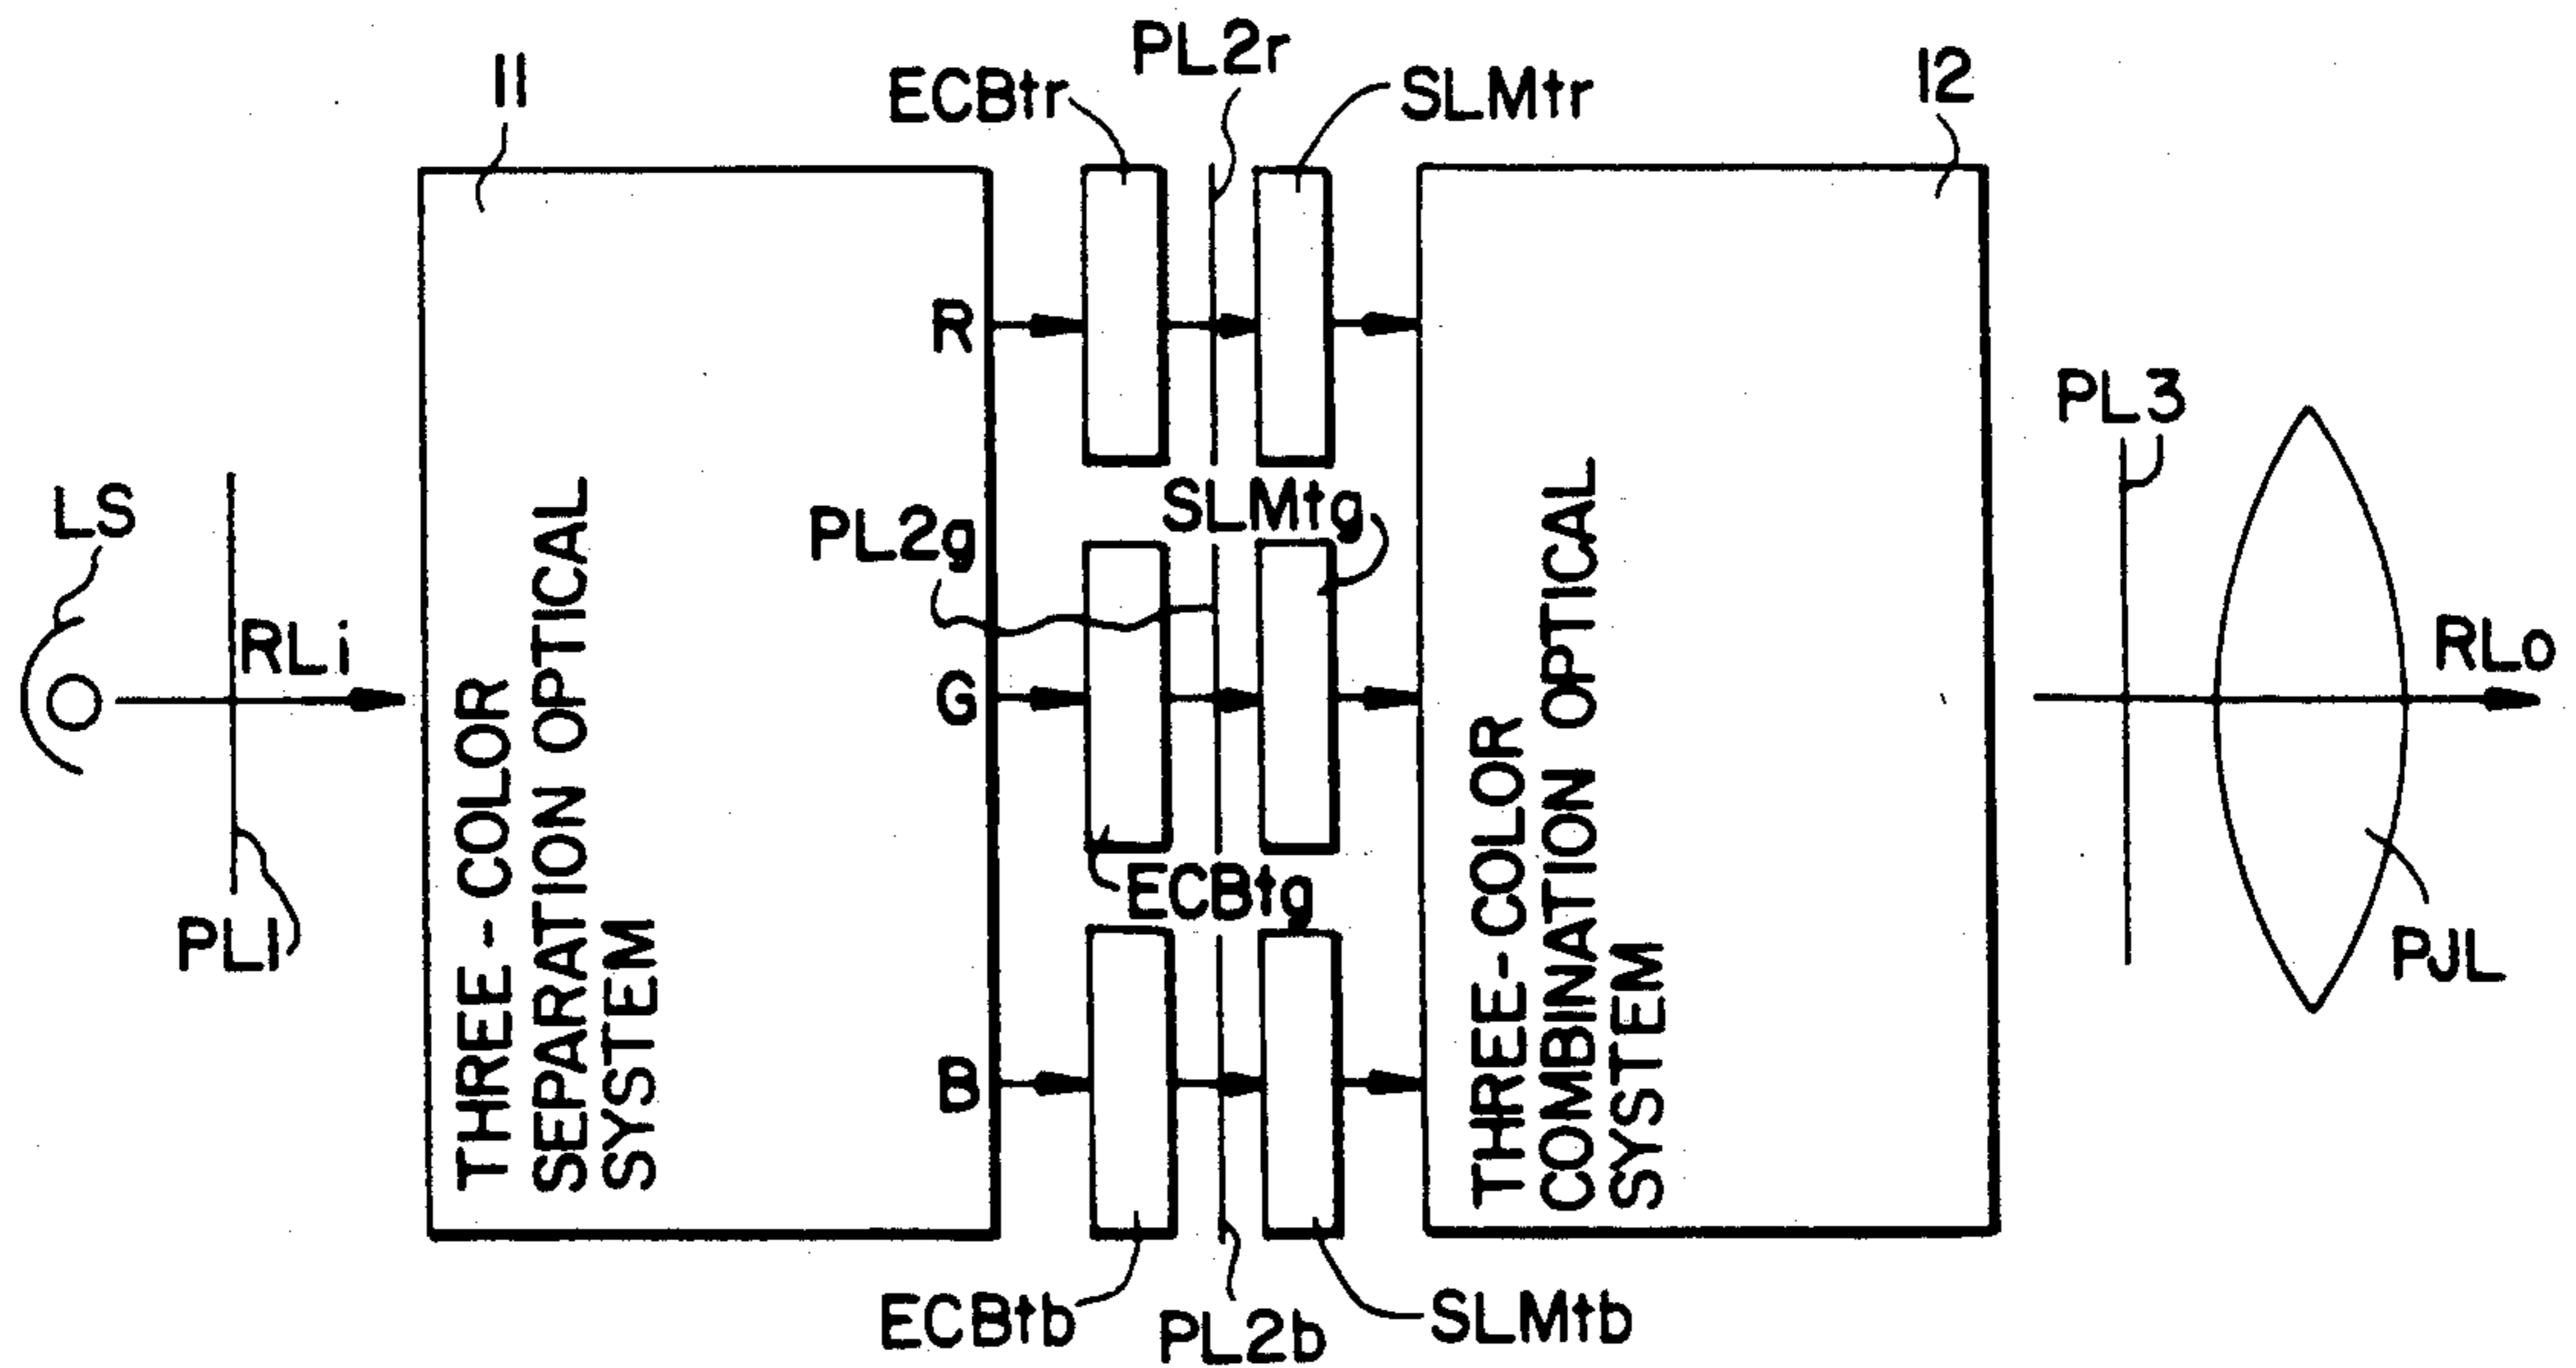 11
ECBtr
PL2r
SLMtr
12
R
PL3
LS
PL2g
SLMtg
RLi
RLo
G
THREE-COLOR
SEPARATION OPTICAL
SYSTEM
THREE-COLOR
COMBINATION OPTICAL
SYSTEM
ECBtg
PL1
PJL
B
ECBtb
PL2b
SLMtb